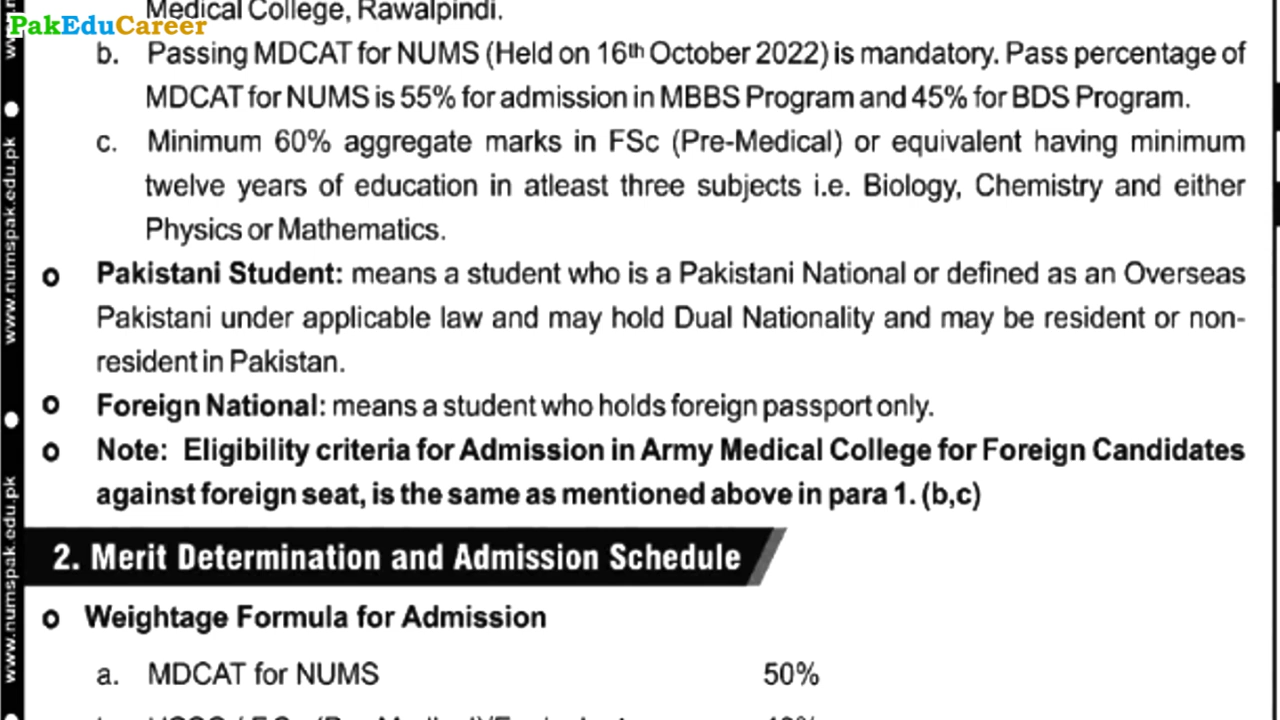 Medical College, Rawalpindi.
PakEduCareer
b. Passing MDCAT for NUMS (Held on 16th October 2022) is mandatory. Pass percentage of
MDCAT for NUMS is 55% for admission in MBBS Program and 45% for BDS Program.
c. Minimum 60% aggregate marks in FSc (Pre-Medical) or equivalent having minimum
twelve years of education in atleast three subjects i.e. Biology, Chemistry and either
Physics or Mathematics.
o Pakistani Student: means a student who is a Pakistani National or defined as an Overseas
Pakistani under applicable law and may hold Dual Nationality and may be resident or non-
resident in Pakistan.
o Foreign National: means a student who holds foreign passport only.
o Note: Eligibility criteria for Admission in Army Medical College for Foreign Candidates
against foreign seat, is the same as mentioned above in para 1. (b,c)
2. Merit Determination and Admission Schedule
o Weightage Formula for Admission
a. MDCAT for NUMS 50%
www.numspak.edu.pk
www.numspak.edu.pk